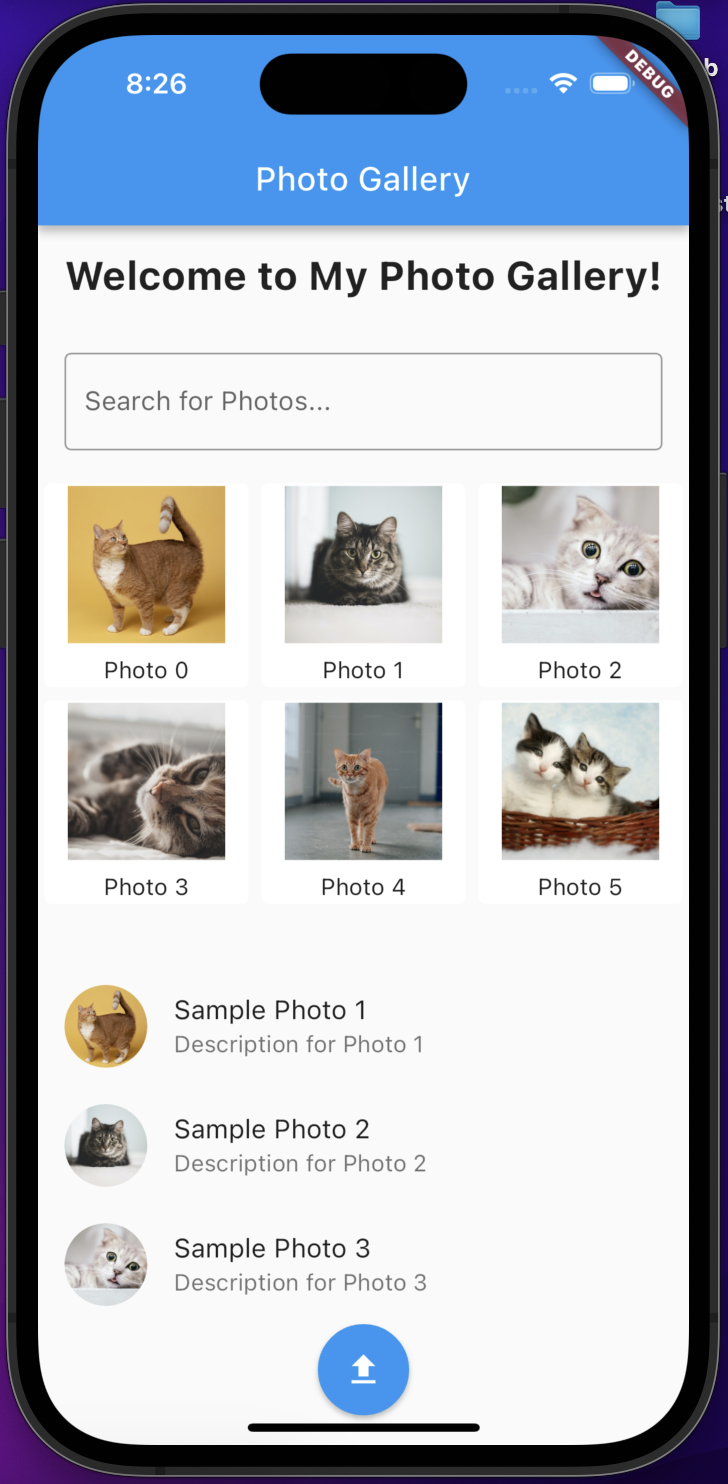 8:26
DEBUG
b
st
Photo Gallery
Welcome to My Photo Gallery!
Search for Photos...
Photo 0
Photo 1
Photo 2
Photo 3
Photo 4
Photo 5
Sample Photo 1
Description for Photo 1
Sample Photo 2
Description for Photo 2
Sample Photo 3
Description for Photo 3